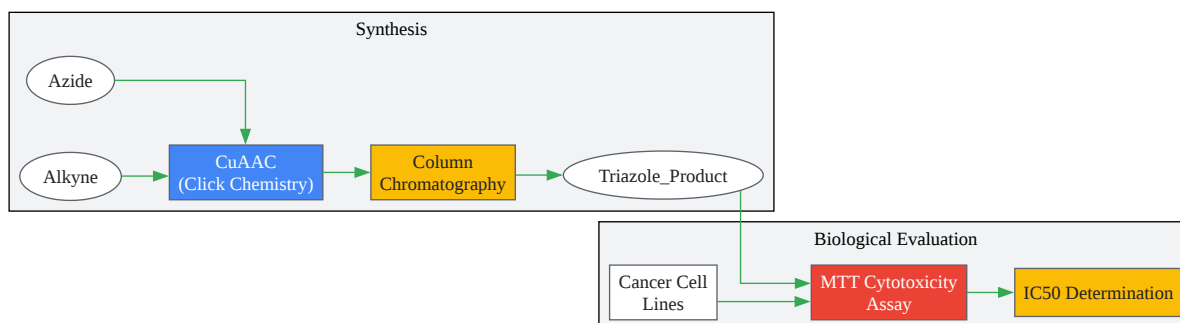 Synthesis
Azide
Alkyne
CuAAC
(Click Chemistry)
Column
Chromatography
Triazole_Product
Biological Evaluation
Cancer Cell
Lines
MTT Cytotoxicity
Assay
IC50 Determination